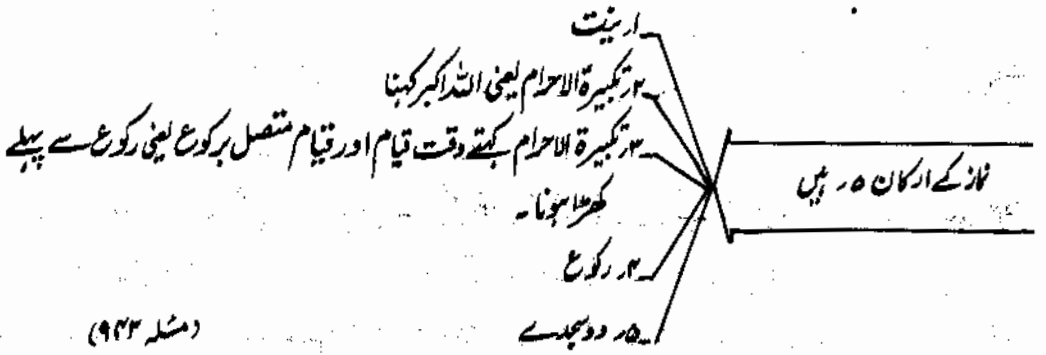 نماز کے ارکان ۵ ہیں
۱۔ نیت
۲۔ تکبیرۃ الاحرام یعنی اللہ اکبر کہنا
۳۔ تکبیرۃ الاحرام کہتے وقت قیام اور قیام متصل برکوع یعنی رکوع سے پہلے
کھڑا ہونا۔
۴۔ رکوع
۵۔ دو سجدے
(مسئلہ ۹۴۳)